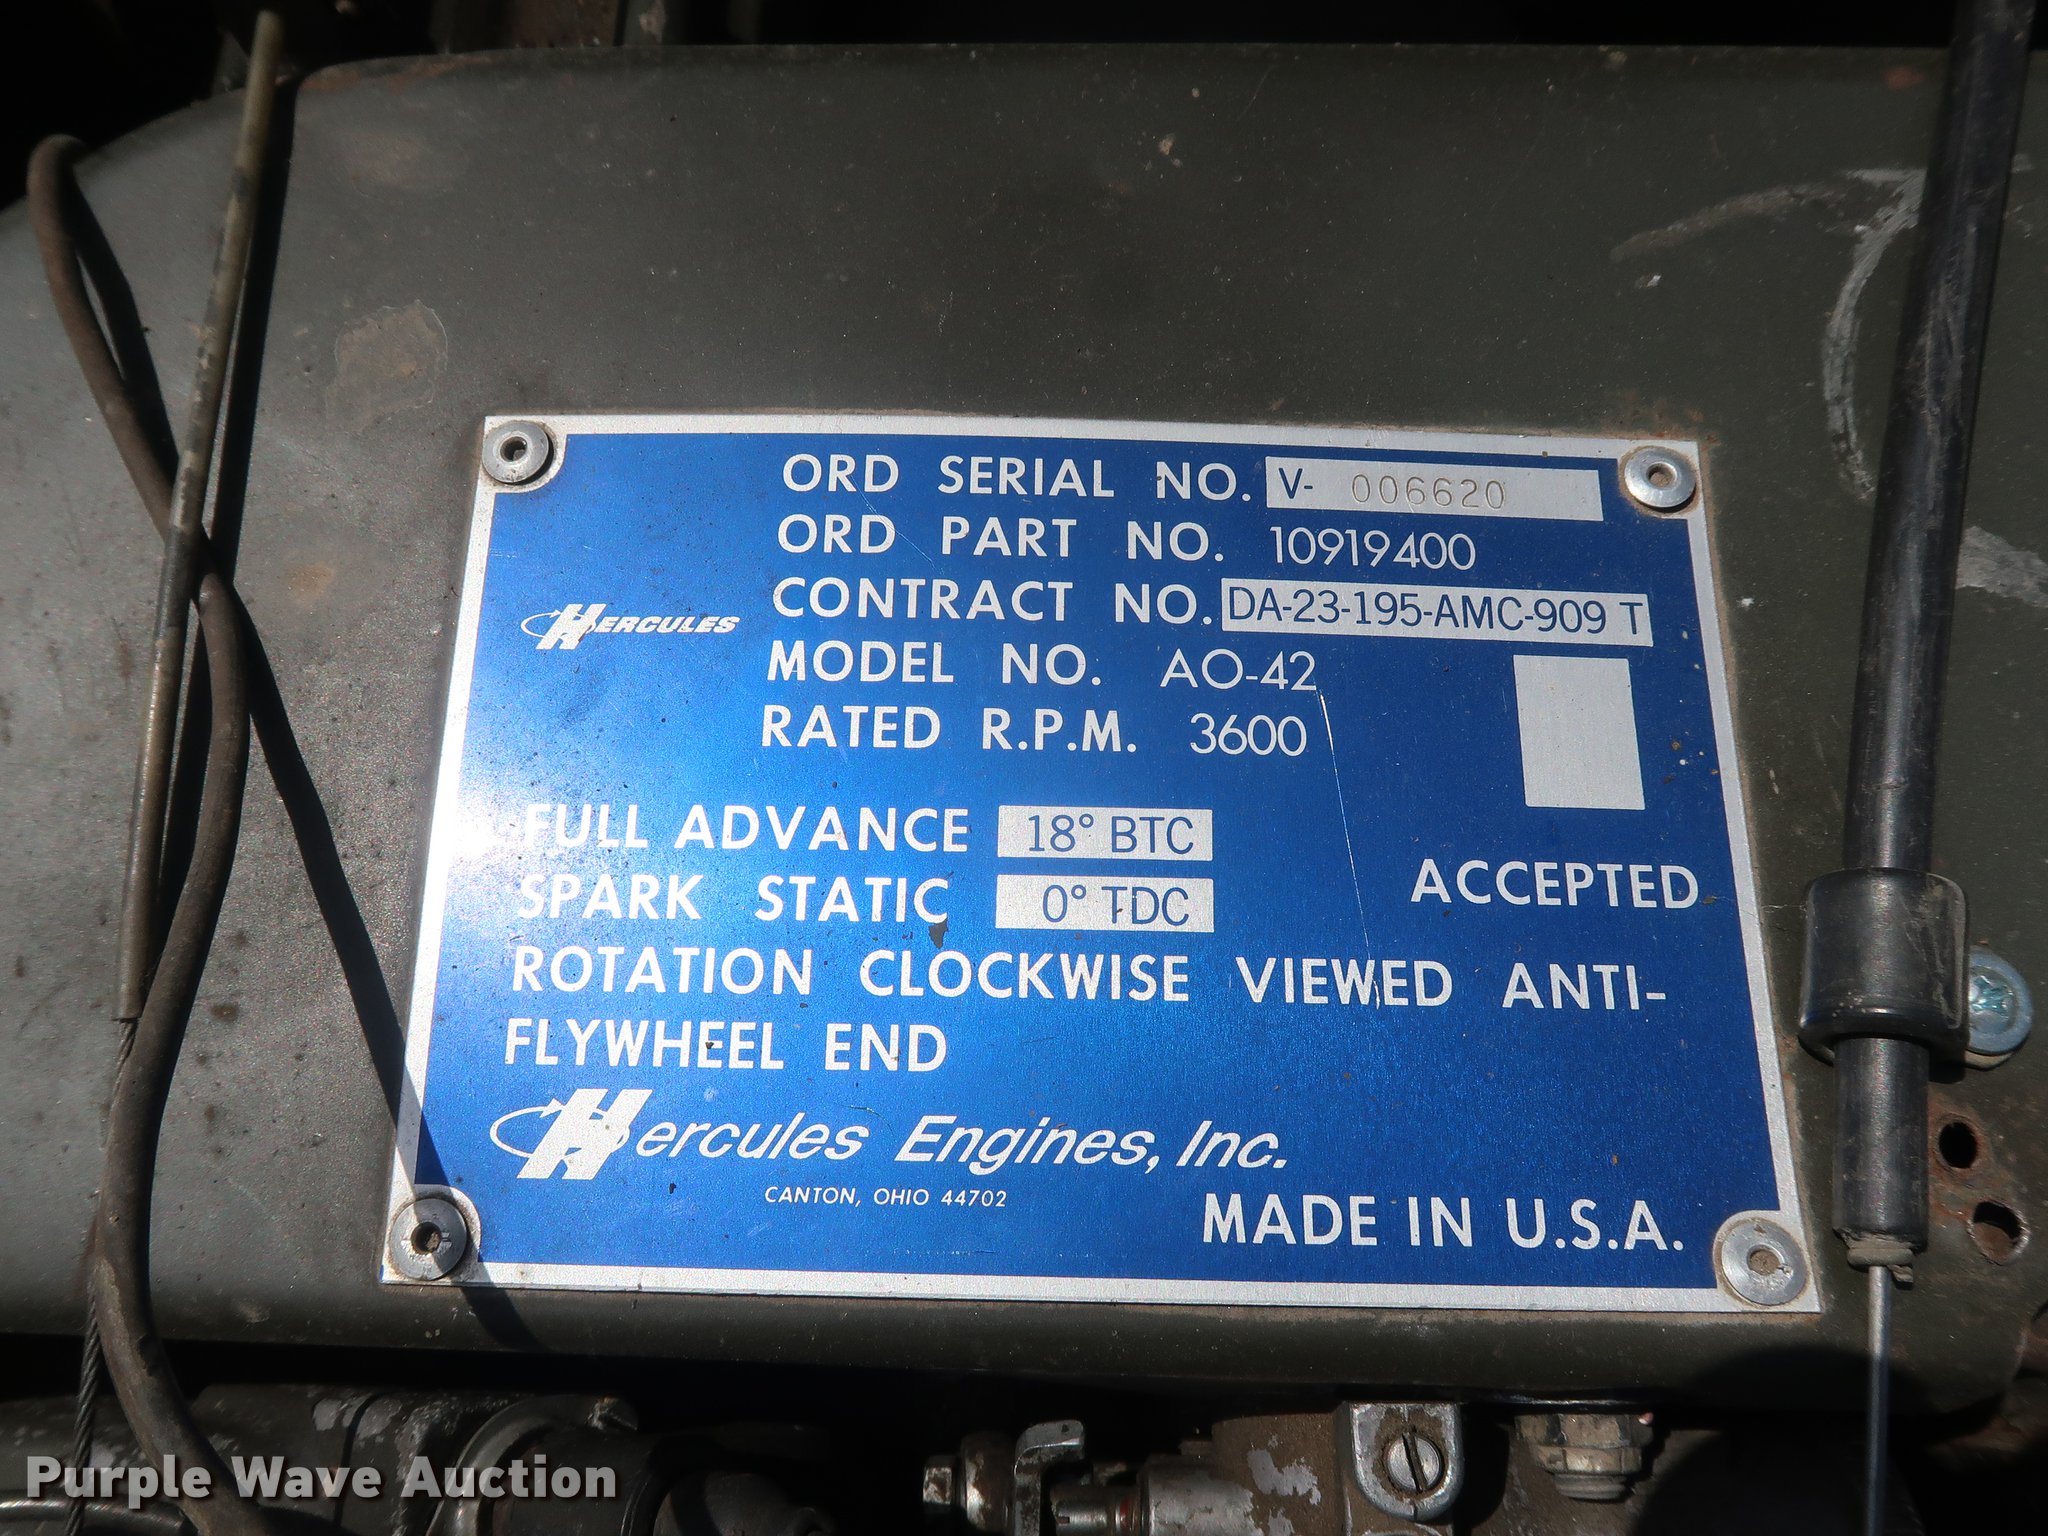 ORD SERIAL NO. V- 006620
ORD PART NO. 10919400
CONTRACT NO. DA-23-195-AMC-909 T
HERCULES
MODEL NO. AO-42
RATED R.P.M. 3600
FULL ADVANCE 18° BTC
SPARK STATIC 0° TDC
ACCEPTED
ROTATION CLOCKWISE VIEWED ANTI-
FLYWHEEL END
Hercules Engines, Inc.
CANTON, OHIO 44702
MADE IN U.S.A.
Purple Wave Auction